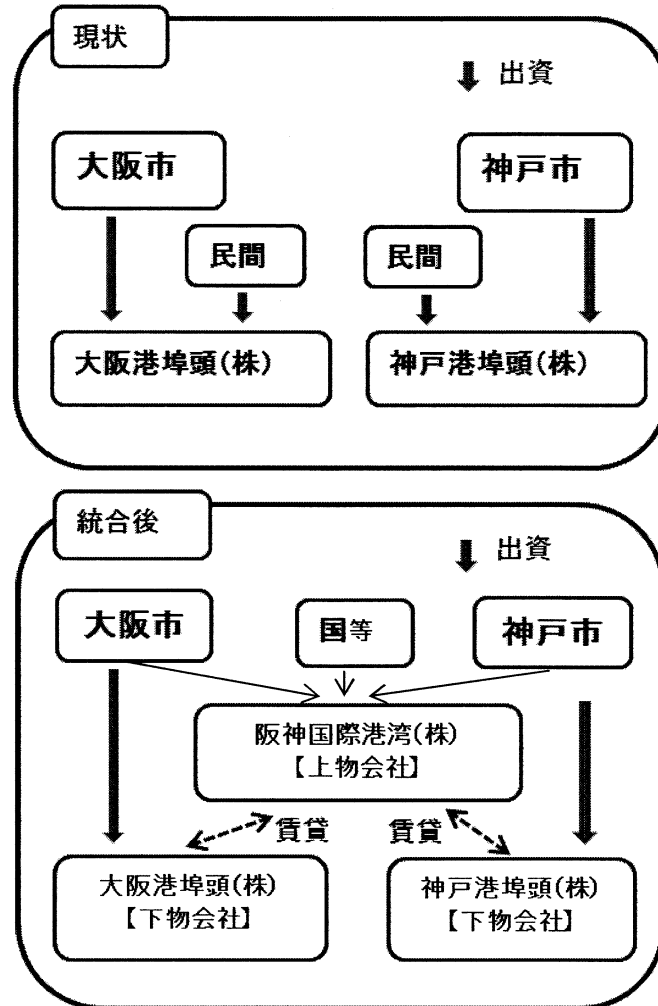 現状
出資
大阪市
神戸市
民間
民間
大阪港埠頭(株)
神戸港埠頭(株)
統合後
出資
大阪市
国等
神戸市
阪神国際港湾(株)
【上物会社】
賃貸
賃貸
大阪港埠頭(株)
【下物会社】
神戸港埠頭(株)
【下物会社】